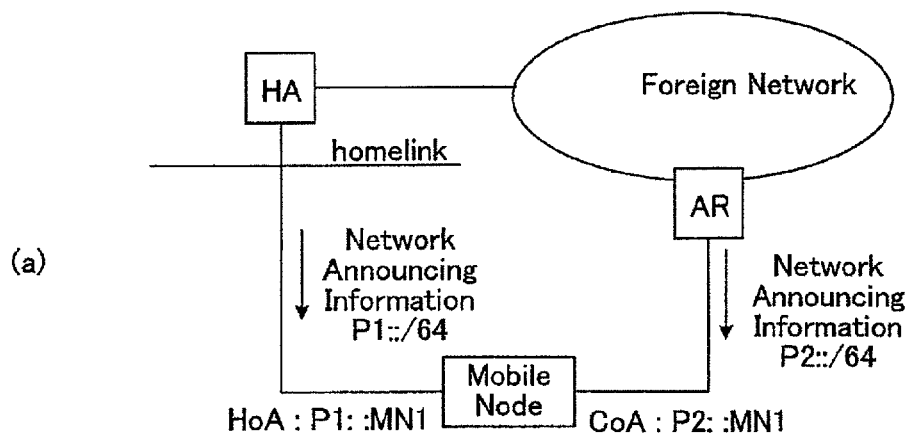 HA
Foreign Network
homelink
AR
(a)
Network
Announcing
Information
P1::/64
Network
Announcing
Information
P2::/64
Mobile
Node
HoA : P1: :MN1
CoA : P2: :MN1